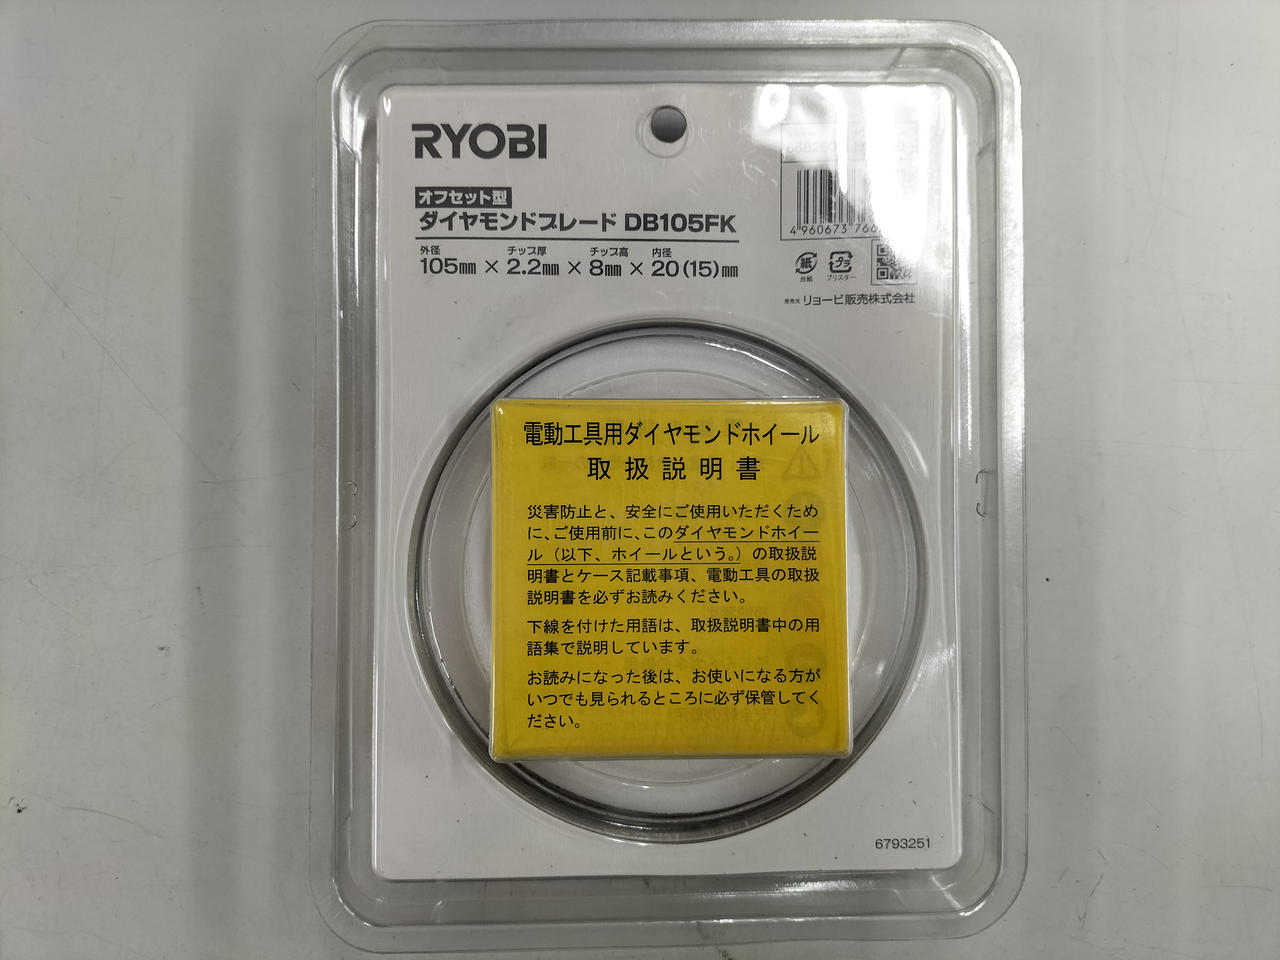 RYOBI
オフセット型
ダイヤモンドブレード DB105FK
外径 チップ厚 チップ高 内径
105mm × 2.2mm × 8mm × 20(15)mm
4 960673 766
紙 プラ
台紙 ブリスター
発売元 リョービ販売株式会社
電動工具用ダイヤモンドホイール
取扱説明書
災害防止と、安全にご使用いただくため
に、ご使用前に、このダイヤモンドホイー
ル（以下、ホイールという。）の取扱説
明書とケース記載事項、電動工具の取扱
説明書を必ずお読みください。
下線を付けた用語は、取扱説明書中の用
語集で説明しています。
お読みになった後は、お使いになる方が
いつでも見られるところに必ず保管してく
ださい。
6793251